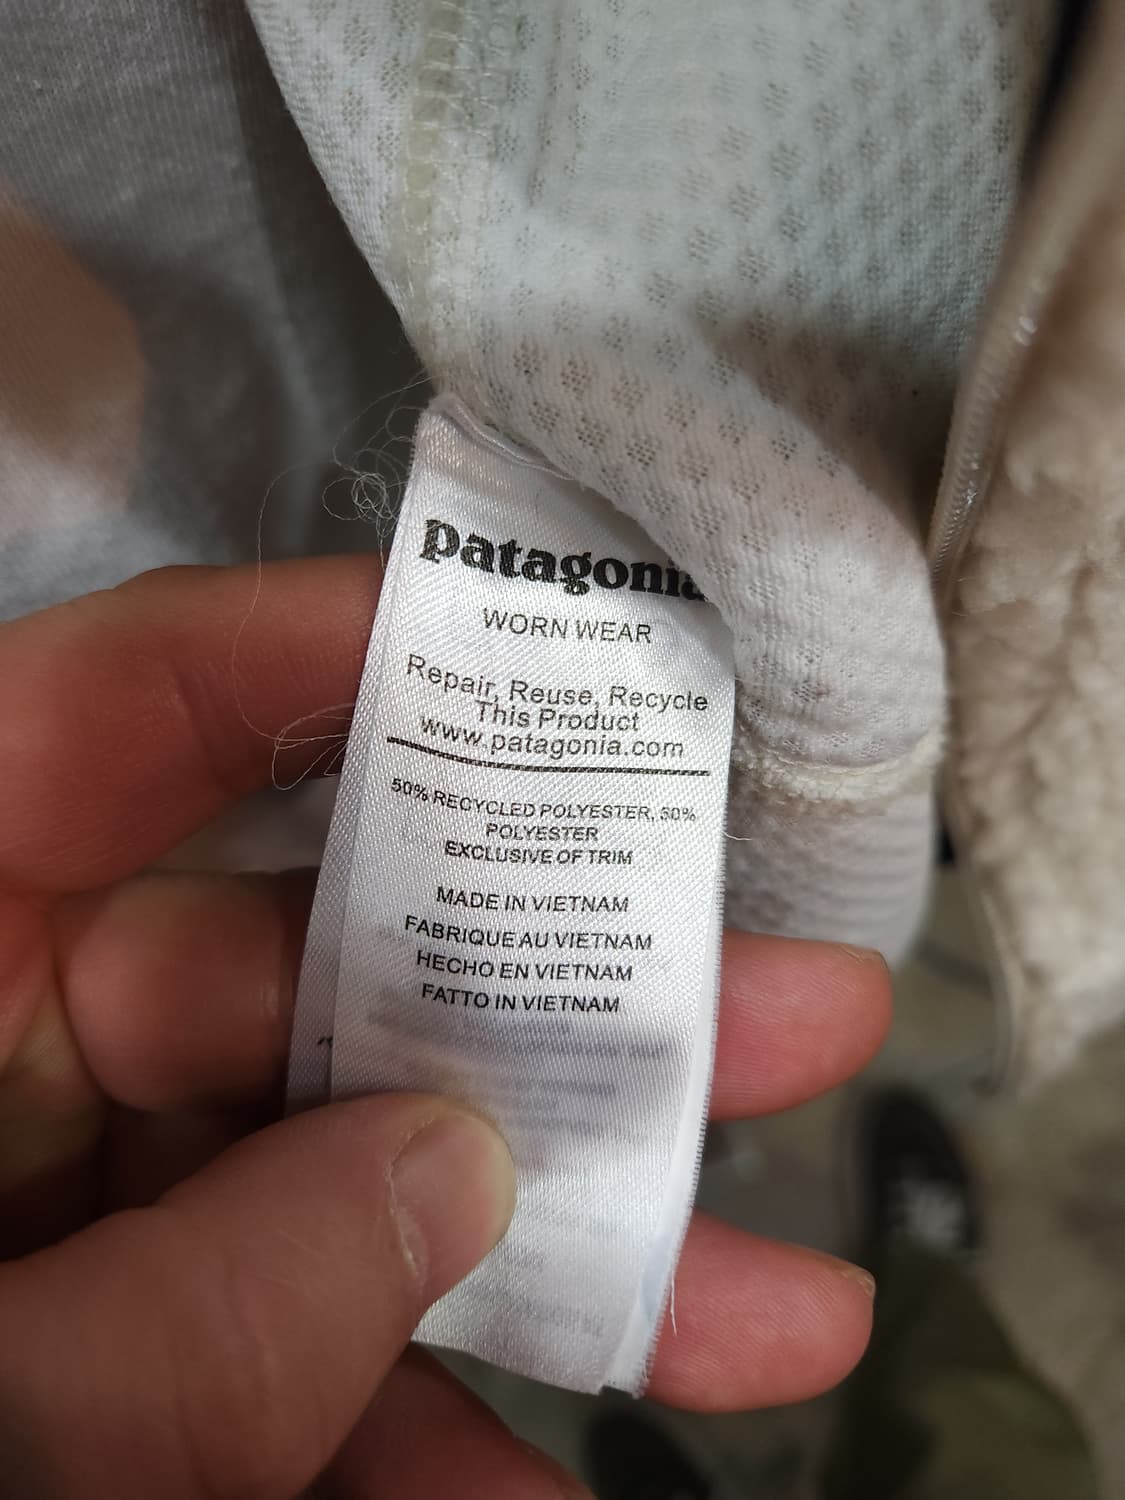 patagonia
WORN WEAR
Repair, Reuse, Recycle
This Product
www.patagonia.com
50% RECYCLED POLYESTER, 50%
POLYESTER
EXCLUSIVE OF TRIM
MADE IN VIETNAM
FABRIQUE AU VIETNAM
HECHO EN VIETNAM
FATTO IN VIETNAM